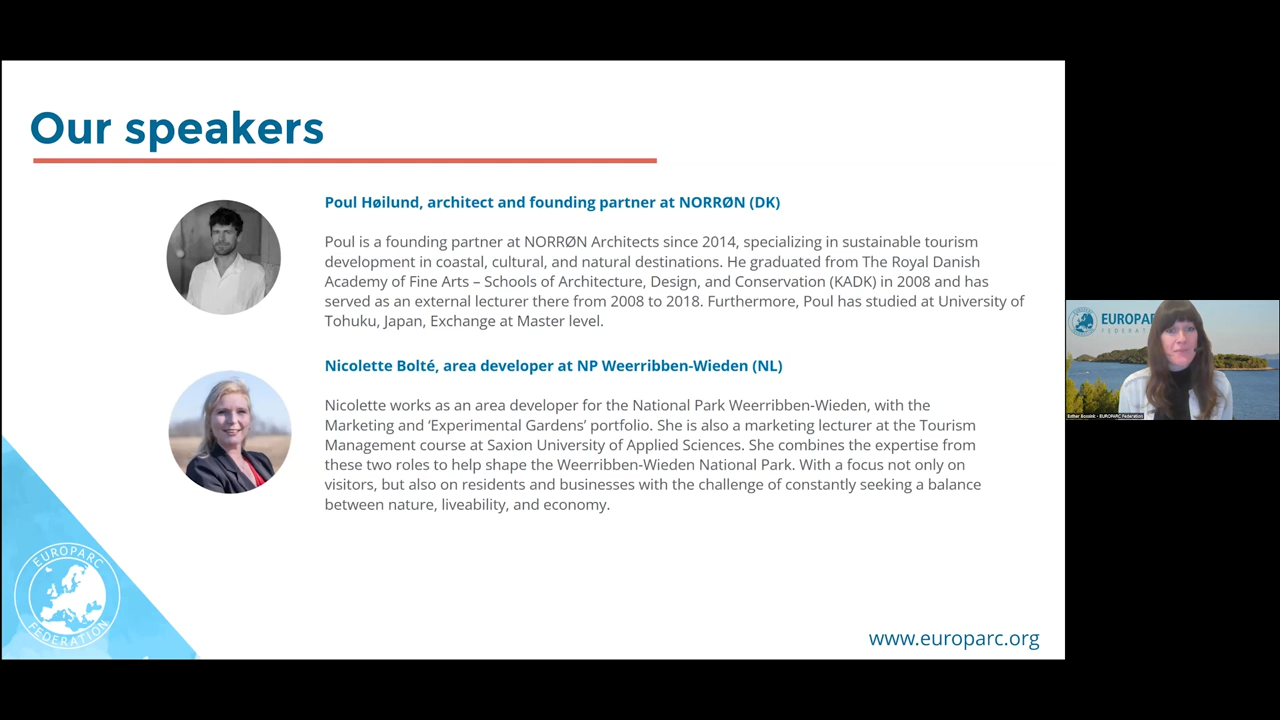 Our speakers
Poul Høilund, architect and founding partner at NORRØN (DK)
Poul is a founding partner at NORRØN Architects since 2014, specializing in sustainable tourism
development in coastal, cultural, and natural destinations. He graduated from The Royal Danish
Academy of Fine Arts – Schools of Architecture, Design, and Conservation (KADK) in 2008 and has
served as an external lecturer there from 2008 to 2018. Furthermore, Poul has studied at University of
Tohuku, Japan, Exchange at Master level.
Nicolette Bolté, area developer at NP Weerribben-Wieden (NL)
Nicolette works as an area developer for the National Park Weerribben-Wieden, with the
Marketing and ‘Experimental Gardens’ portfolio. She is also a marketing lecturer at the Tourism
Management course at Saxion University of Applied Sciences. She combines the expertise from
these two roles to help shape the Weerribben-Wieden National Park. With a focus not only on
visitors, but also on residents and businesses with the challenge of constantly seeking a balance
between nature, liveability, and economy.
EUROPARC
FEDERATION
www.europarc.org
EUROPA
FEDERAT
Esther Bossink - EUROPARC Federation